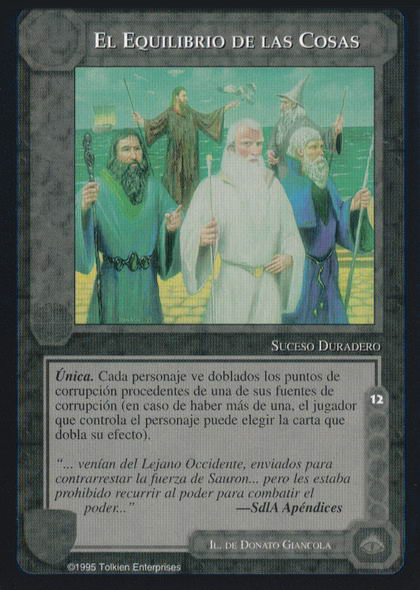 El Equilibrio de las Cosas
Suceso Duradero
Única. Cada personaje ve doblados los puntos de
corrupción procedentes de una de sus fuentes de
corrupción (en caso de haber más de una, el jugador
que controla el personaje puede elegir la carta que
dobla su efecto).
12
“... venían del Lejano Occidente, enviados para
contrarrestar la fuerza de Sauron... pero les estaba
prohibido recurrir al poder para combatir el
poder...” —SdlA Apéndices
Il. de Donato Giancola
©1995 Tolkien Enterprises